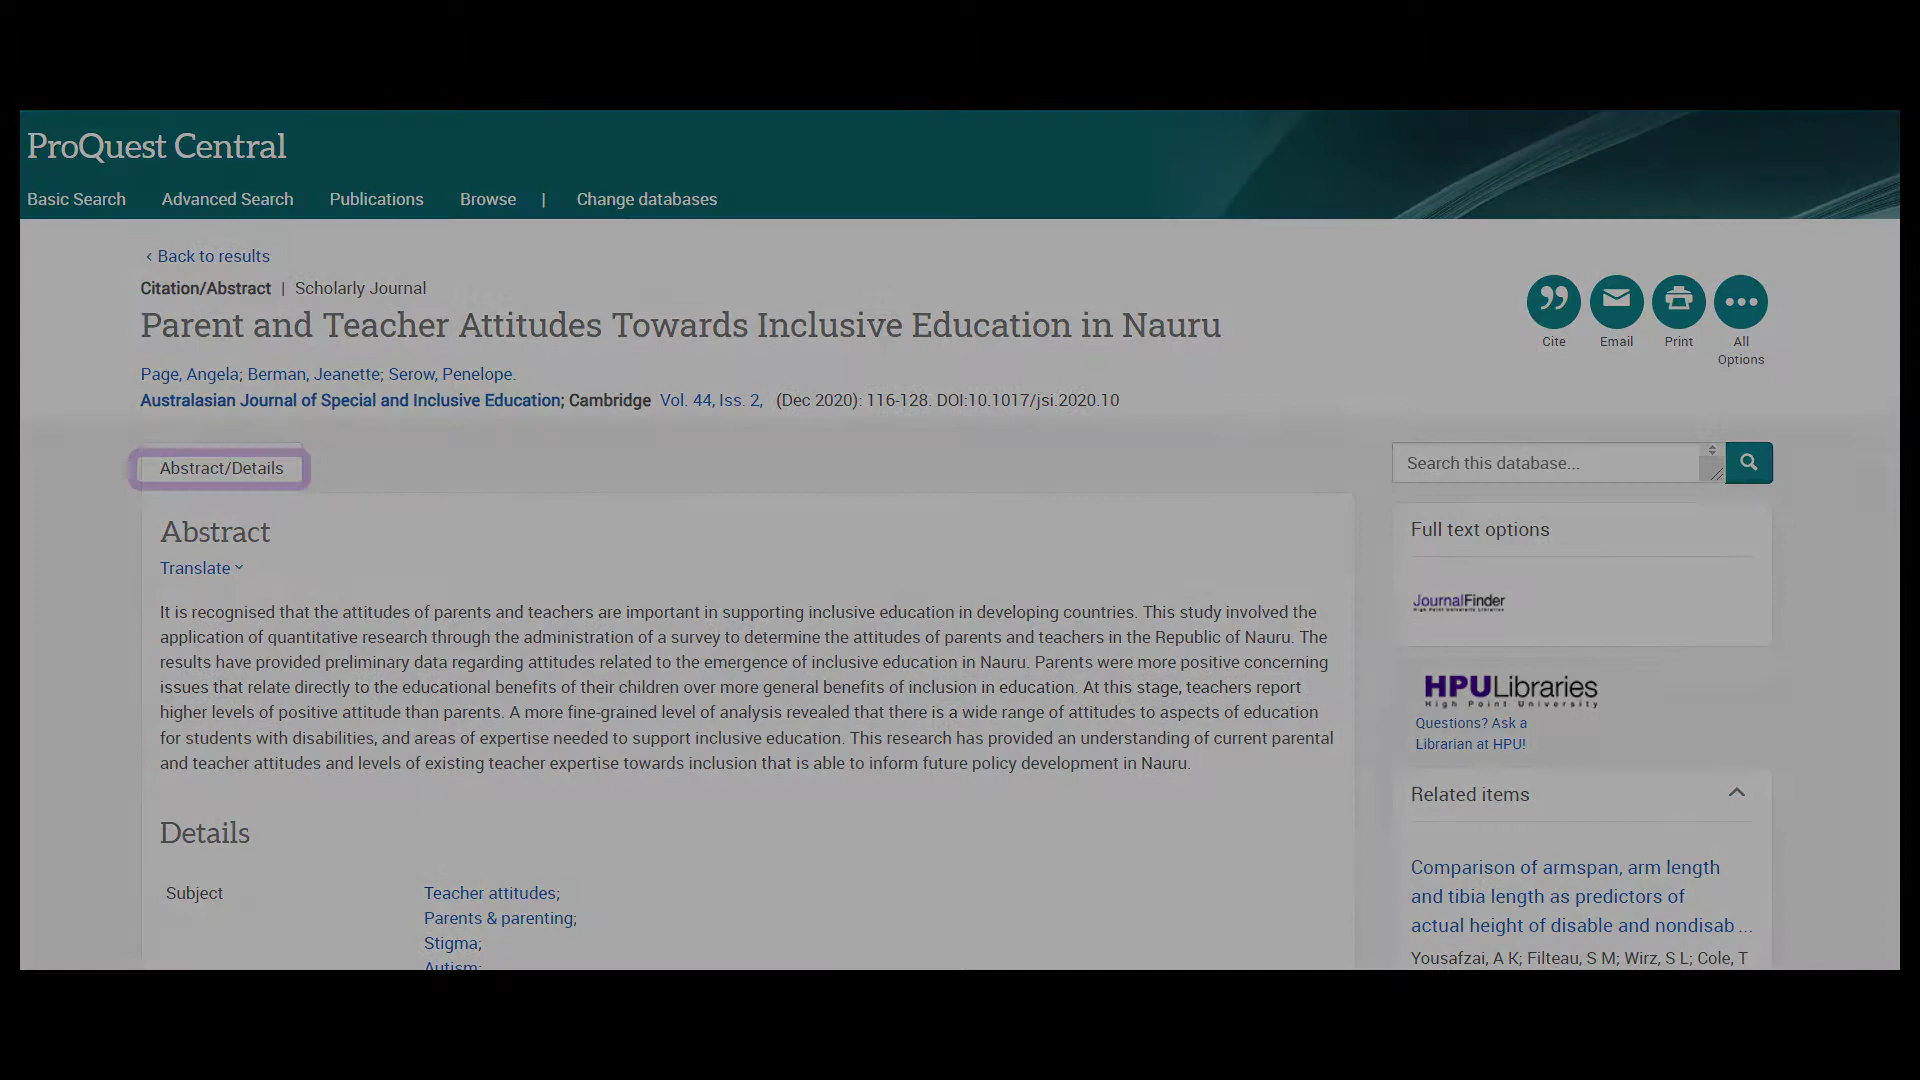 ProQuest Central
Basic Search Advanced Search Publications Browse | Change databases
‹ Back to results
Citation/Abstract | Scholarly Journal
Parent and Teacher Attitudes Towards Inclusive Education in Nauru
Page, Angela; Berman, Jeanette; Serow, Penelope.
Australasian Journal of Special and Inclusive Education; Cambridge Vol. 44, Iss. 2, (Dec 2020): 116-128. DOI:10.1017/jsi.2020.10
Cite Email Print All Options
Abstract/Details
Abstract
Translate
It is recognised that the attitudes of parents and teachers are important in supporting inclusive education in developing countries. This study involved the
application of quantitative research through the administration of a survey to determine the attitudes of parents and teachers in the Republic of Nauru. The
results have provided preliminary data regarding attitudes related to the emergence of inclusive education in Nauru. Parents were more positive concerning
issues that relate directly to the educational benefits of their children over more general benefits of inclusion in education. At this stage, teachers report
higher levels of positive attitude than parents. A more fine-grained level of analysis revealed that there is a wide range of attitudes to aspects of education
for students with disabilities, and areas of expertise needed to support inclusive education. This research has provided an understanding of current parental
and teacher attitudes and levels of existing teacher expertise towards inclusion that is able to inform future policy development in Nauru.
Details
Subject
Teacher attitudes;
Parents & parenting;
Stigma;
Autism;
Search this database...
Full text options
JournalFinder
High Point University Libraries
HPULibraries
High Point University
Questions? Ask a
Librarian at HPU!
Related items
Comparison of armspan, arm length
and tibia length as predictors of
actual height of disable and nondisab ...
Yousafzai, A K; Filteau, S M; Wirz, S L; Cole, T